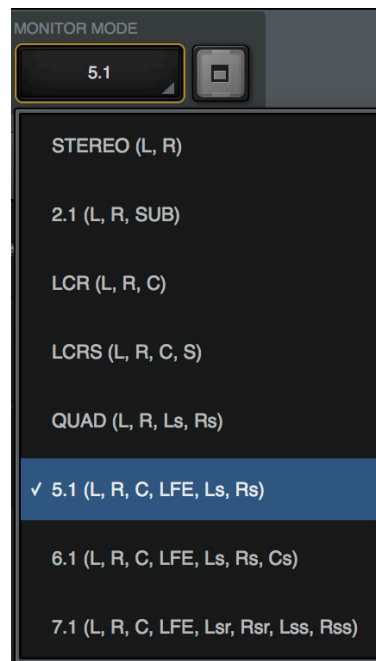 MONITOR MODE
5.1
STEREO (L, R)
2.1 (L, R, SUB)
LCR (L, R, C)
LCRS (L, R, C, S)
QUAD (L, R, Ls, Rs)
✓ 5.1 (L, R, C, LFE, Ls, Rs)
6.1 (L, R, C, LFE, Ls, Rs, Cs)
7.1 (L, R, C, LFE, Lsr, Rsr, Lss, Rss)